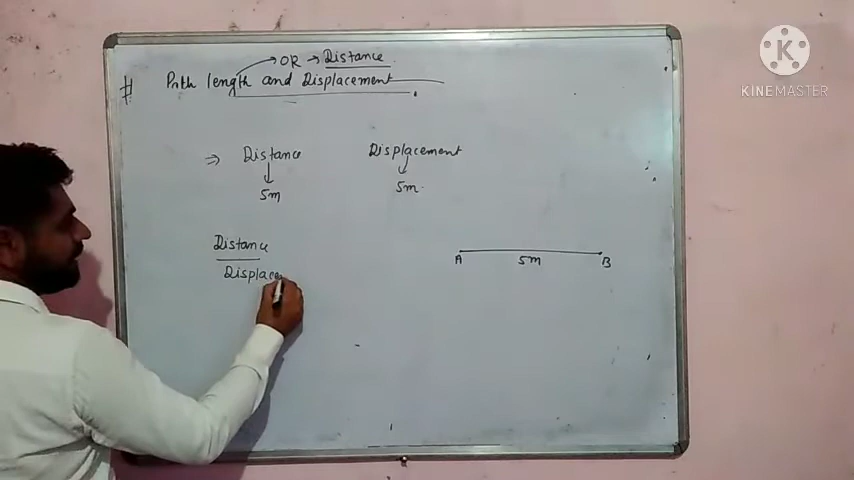 OR → Distance
# Path length and Displacement
⇒ Distance Displacement
5m 5m
Distance
Displace
A 5m B
K
KINEMASTER